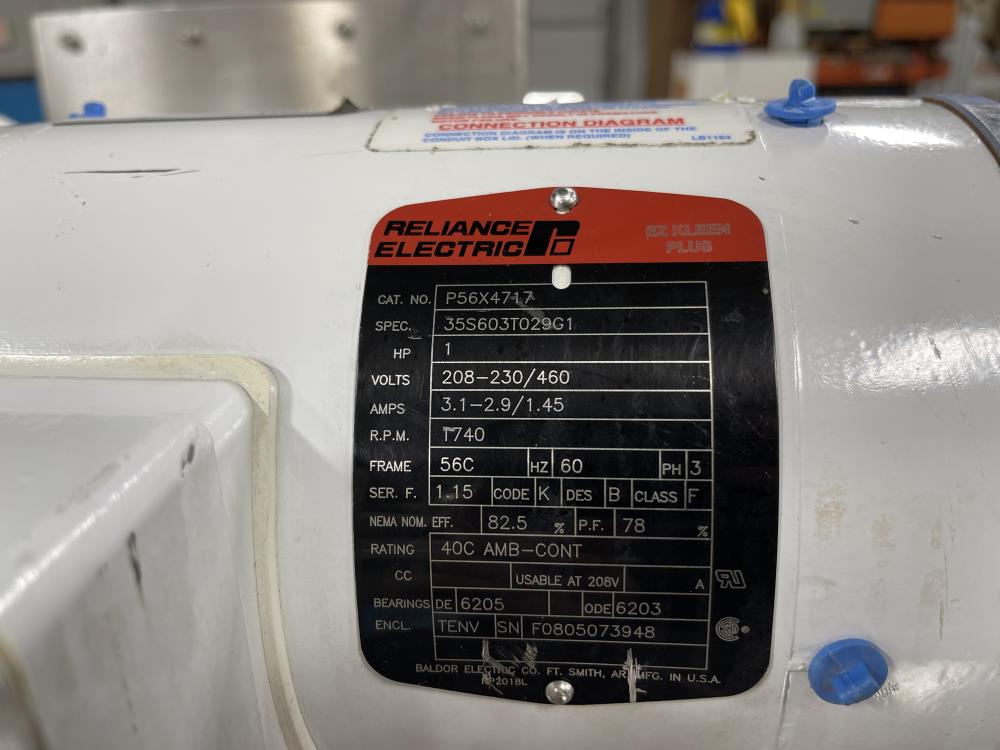 CONNECTION DIAGRAM
CONNECTION DIAGRAM IS ON THE INSIDE OF THE
CONDUIT BOX LID. (WHEN REQUIRED) LB1164
RELIANCE
ELECTRIC
EZ KLEEN
PLUS
CAT. NO. P56X4717
SPEC. 35S603T029G1
HP 1
VOLTS 208-230/460
AMPS 3.1-2.9/1.45
R.P.M. 1740
FRAME 56C HZ 60 PH 3
SER. F. 1.15 CODE K DES B CLASS F
NEMA NOM. EFF. 82.5 % P.F. 78 %
RATING 40C AMB-CONT
CC USABLE AT 208V A
BEARINGS DE 6205 ODE 6203
ENCL. TENV SN F0805073948
BALDOR ELECTRIC CO. FT. SMITH, AR MFG. IN U.S.A.